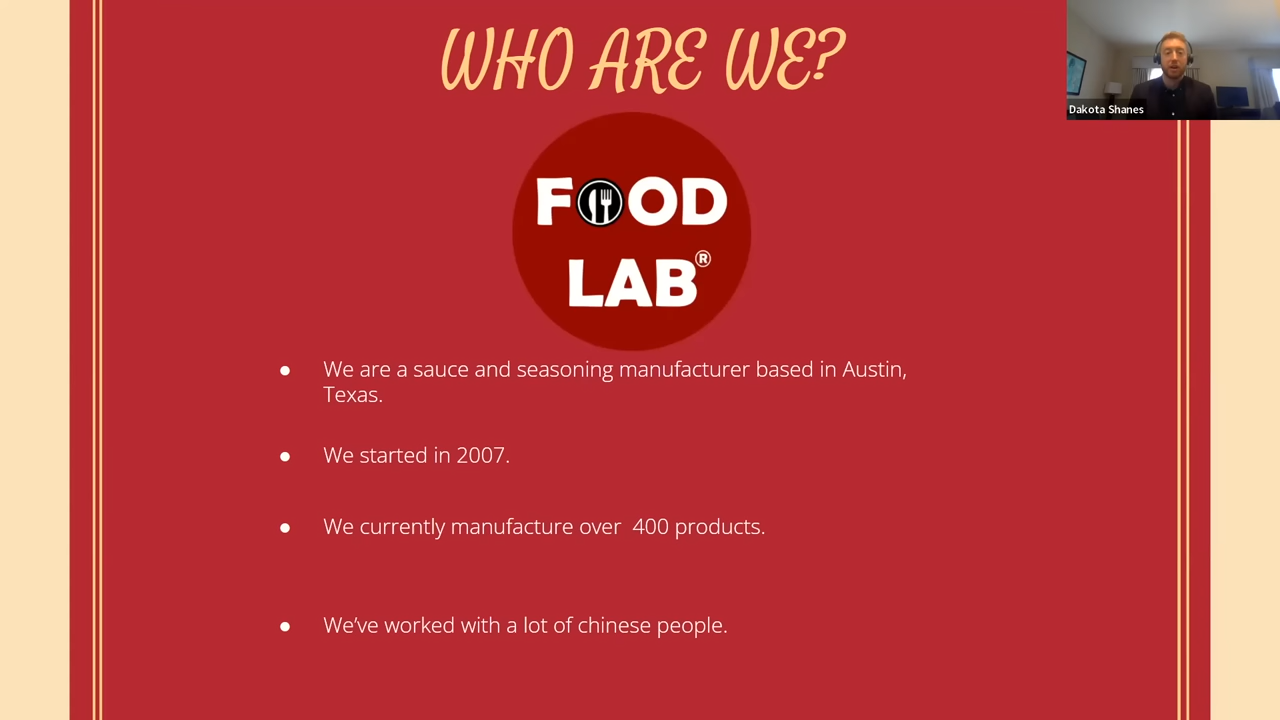 WHO ARE WE?
Dakota Shanes
FOOD
LAB®
● We are a sauce and seasoning manufacturer based in Austin,
Texas.
● We started in 2007.
● We currently manufacture over  400 products.
● We’ve worked with a lot of chinese people.